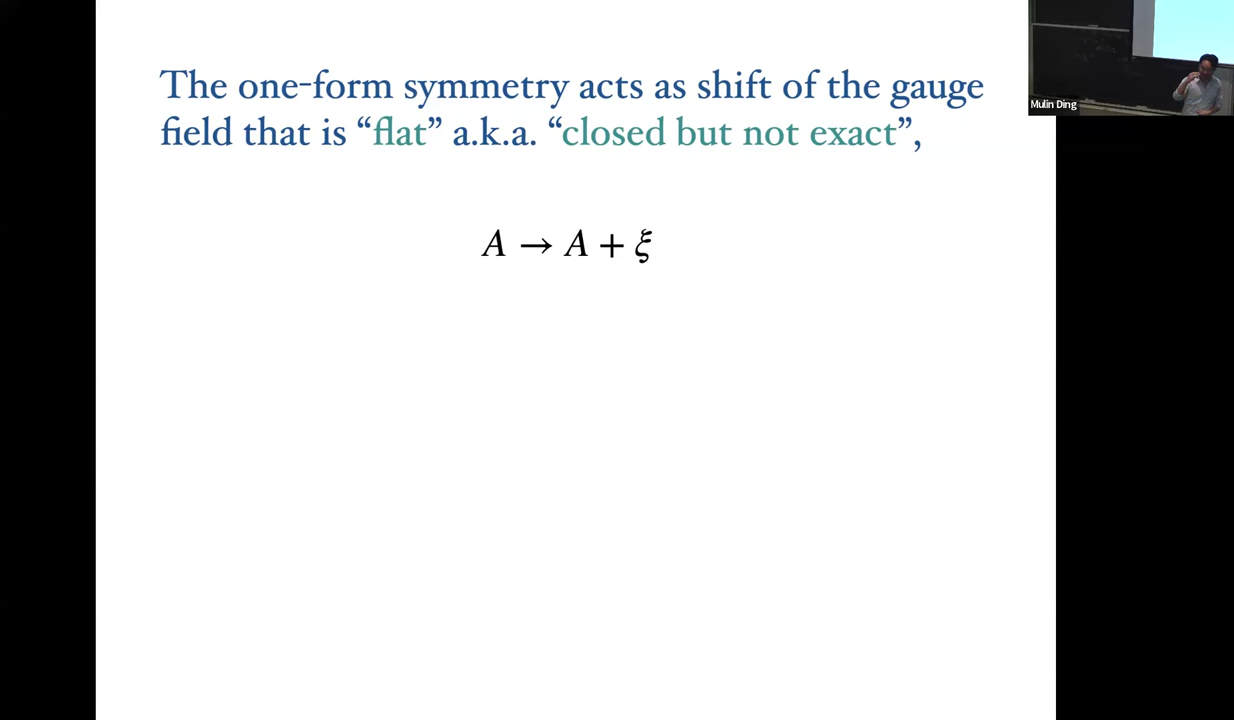 The one-form symmetry acts as shift of the gauge
field that is “flat” a.k.a. “closed but not exact”,
A → A + ξ
Mulin Ding